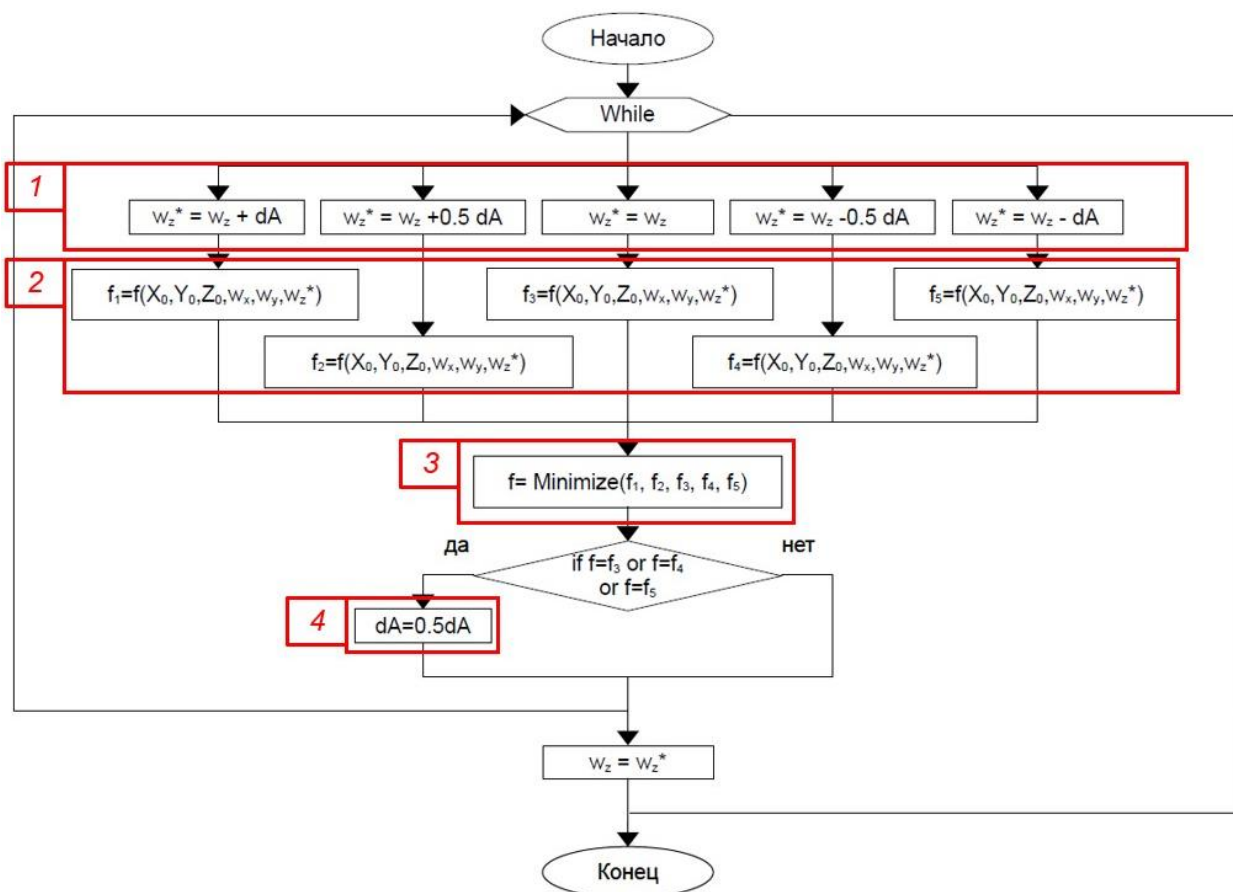 Начало
While
1
w_z* = w_z + dA
w_z* = w_z +0.5 dA
w_z* = w_z
w_z* = w_z -0.5 dA
w_z* = w_z - dA
2
f₁=f(X₀,Y₀,Z₀,w_x,w_y,w_z*)
f₃=f(X₀,Y₀,Z₀,w_x,w_y,w_z*)
f₅=f(X₀,Y₀,Z₀,w_x,w_y,w_z*)
f₂=f(X₀,Y₀,Z₀,w_x,w_y,w_z*)
f₄=f(X₀,Y₀,Z₀,w_x,w_y,w_z*)
3
f= Minimize(f₁, f₂, f₃, f₄, f₅)
да
нет
if f=f₃ or f=f₄
or f=f₅
4
dA=0.5dA
w_z = w_z*
Конец